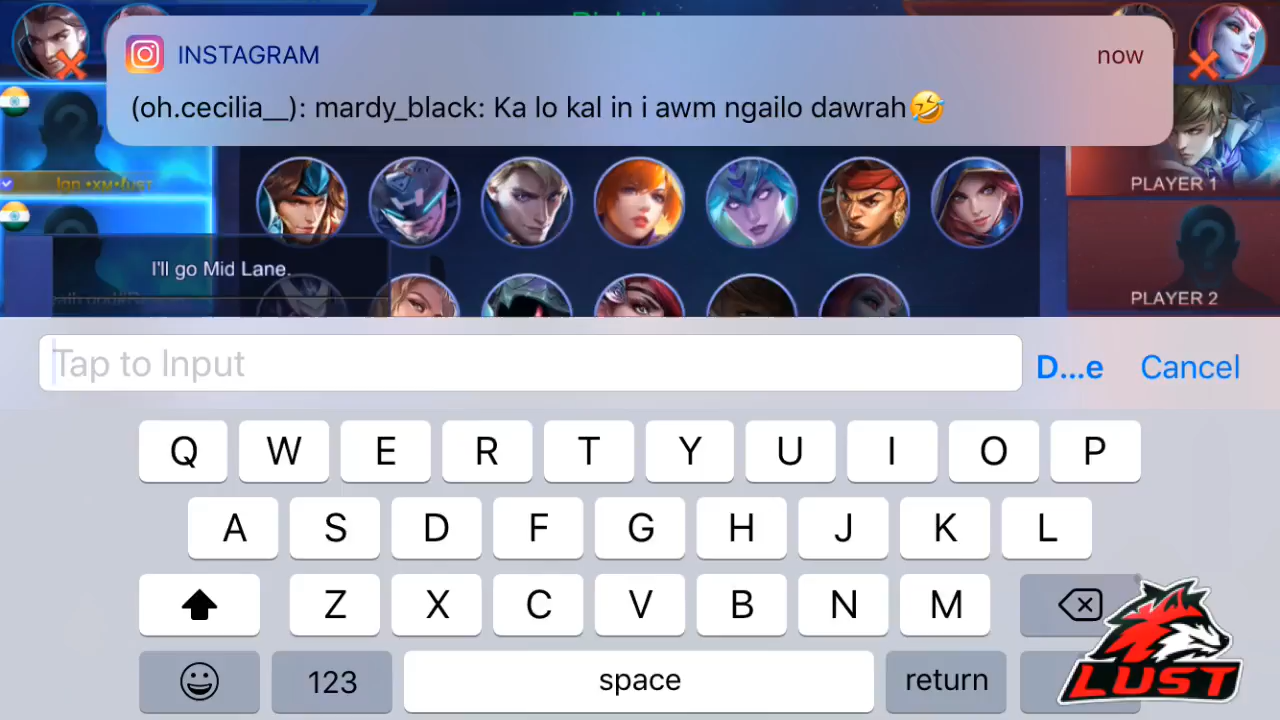 INSTAGRAM
now
(oh.cecilia__): mardy_black: Ka lo kal in i awm ngailo dawrah🤣
PLAYER 1
I'll go Mid Lane.
PLAYER 2
Tap to Input
D...e
Cancel
Q W E R T Y U I O P
A S D F G H J K L
Z X C V B N M
123
space
return
LUST